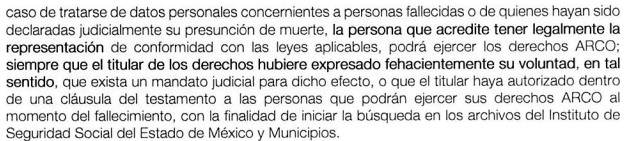 caso de tratarse de datos personales concernientes a personas fallecidas o de quienes hayan sido
declaradas judicialmente su presunción de muerte, la persona que acredite tener legalmente la
representación de conformidad con las leyes aplicables, podrá ejercer los derechos ARCO;
siempre que el titular de los derechos hubiere expresado fehacientemente su voluntad, en tal
sentido, que exista un mandato judicial para dicho efecto, o que el titular haya autorizado dentro
de una cláusula del testamento a las personas que podrán ejercer sus derechos ARCO al
momento del fallecimiento, con la finalidad de iniciar la búsqueda en los archivos del Instituto de
Seguridad Social del Estado de México y Municipios.